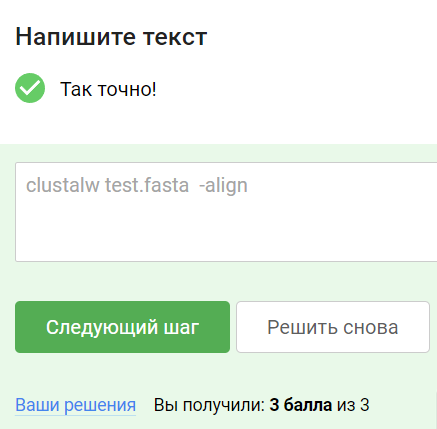 Напишите текст
Так точно!
clustalw test.fasta  -align
Следующий шаг
Решить снова
Ваши решения Вы получили: 3 балла из 3